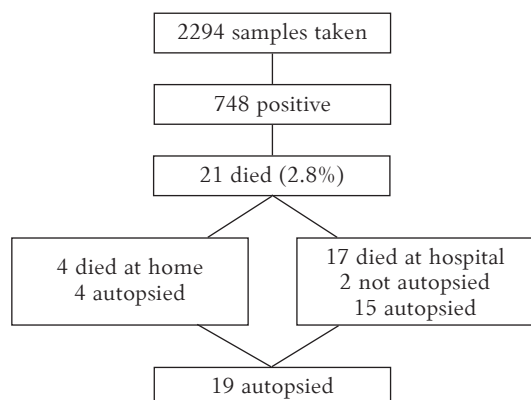 2294 samples taken
748 positive
21 died (2.8%)
4 died at home
4 autopsied
17 died at hospital
2 not autopsied
15 autopsied
19 autopsied